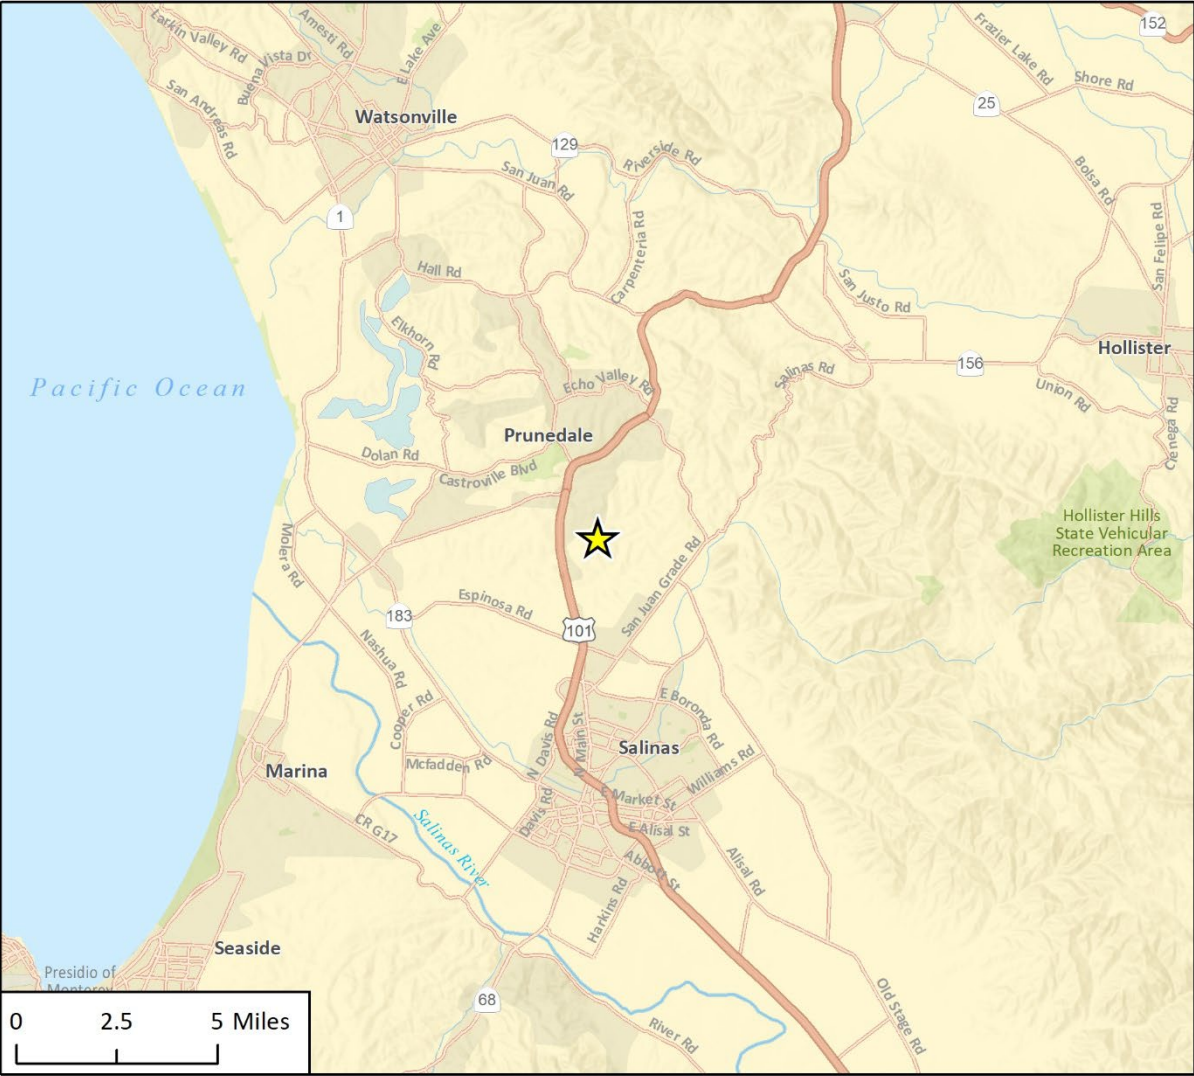 Larkin Valley Rd
Amesti Rd
E Lake Ave
152
Buena Vista Dr
Frazier Lake Rd
Shore Rd
San Andreas Rd
25
Watsonville
129
Riverside Rd
San Juan Rd
Bolsa Rd
1
Carpenteria Rd
San Felipe Rd
Hall Rd
San Justo Rd
Elkhorn Rd
Hollister
156
Salinas Rd
Pacific Ocean
Echo Valley Rd
Union Rd
Prunedale
Cienega Rd
Dolan Rd
Castroville Blvd
Hollister Hills
State Vehicular
Recreation Area
Molera Rd
San Juan Grade Rd
Espinosa Rd
183
101
Nashua Rd
Cooper Rd
E Boronda Rd
N Davis Rd
N Main St
Salinas
Mcfadden Rd
Marina
Williams Rd
E Market St
Davis Rd
CR G17
Salinas River
E Alisal St
Abbott St
Alisal Rd
Harkins Rd
Seaside
Presidio of
Monterey
68
Old Stage Rd
River Rd
0 2.5 5 Miles